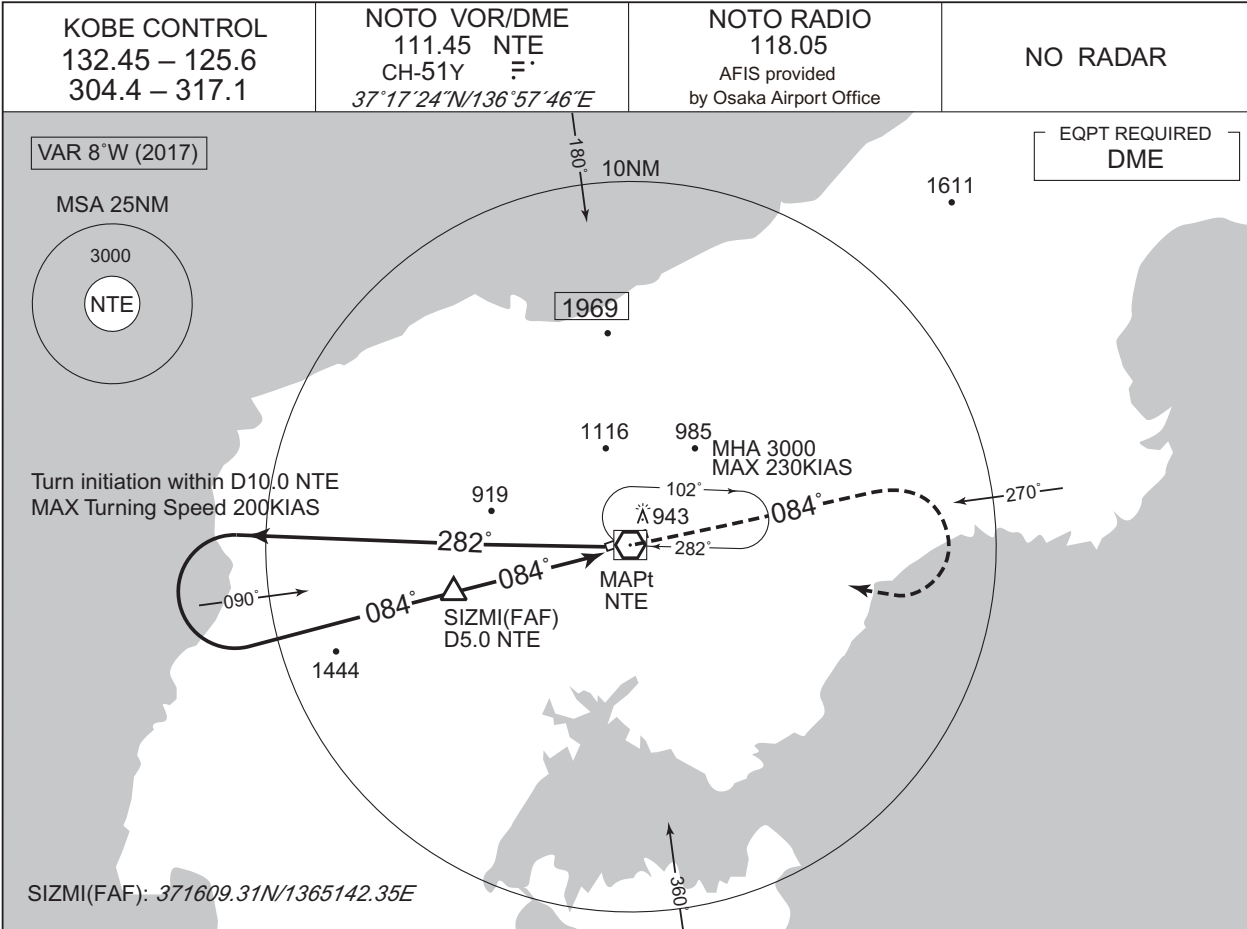 KOBE CONTROL
132.45 – 125.6
304.4 – 317.1
NOTO VOR/DME
111.45 NTE
CH-51Y
37°17´24˝N/136°57´46˝E
NOTO RADIO
118.05
AFIS provided
by Osaka Airport Office
NO RADAR
VAR 8°W (2017)
EQPT REQUIRED
DME
180°
10NM
MSA 25NM
3000
NTE
1611
1969
1116
985
MHA 3000
MAX 230KIAS
Turn initiation within D10.0 NTE
MAX Turning Speed 200KIAS
919
102°
943
084°
270°
282°
282°
MAPt
NTE
084°
090°
084°
SIZMI(FAF)
D5.0 NTE
1444
360°
SIZMI(FAF): 371609.31N/1365142.35E